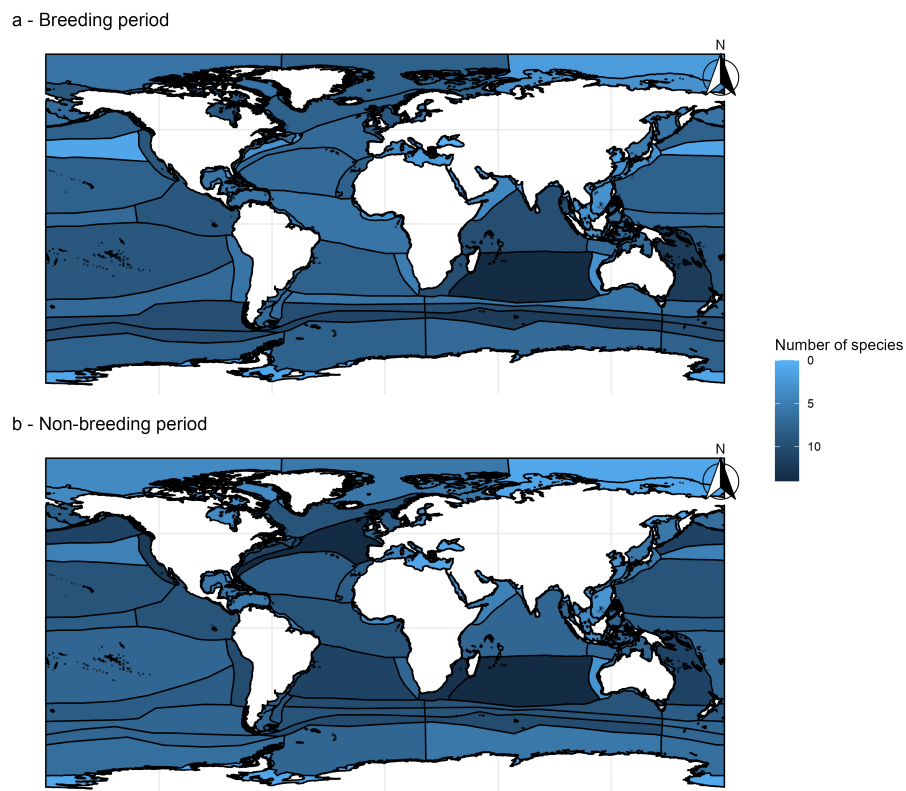 a - Breeding period
N
Number of species
0
5
10
b - Non-breeding period
N